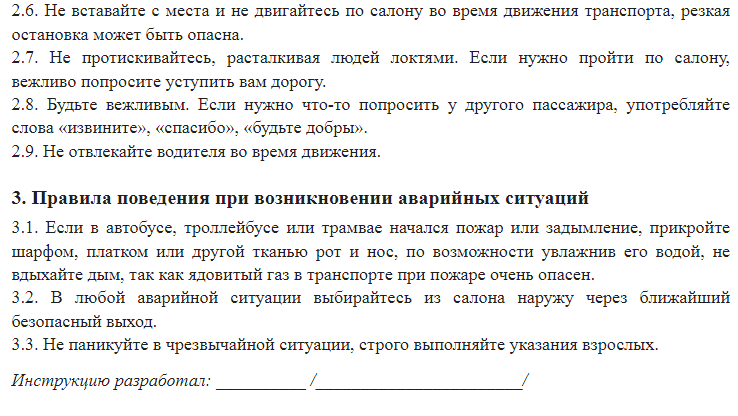 2.6. Не вставайте с места и не двигайтесь по салону во время движения транспорта, резкая
остановка может быть опасна.
2.7. Не протискивайтесь, расталкивая людей локтями. Если нужно пройти по салону,
вежливо попросите уступить вам дорогу.
2.8. Будьте вежливым. Если нужно что-то попросить у другого пассажира, употребляйте
слова «извините», «спасибо», «будьте добры».
2.9. Не отвлекайте водителя во время движения.
3. Правила поведения при возникновении аварийных ситуаций
3.1. Если в автобусе, троллейбусе или трамвае начался пожар или задымление, прикройте
шарфом, платком или другой тканью рот и нос, по возможности увлажнив его водой, не
вдыхайте дым, так как ядовитый газ в транспорте при пожаре очень опасен.
3.2. В любой аварийной ситуации выбирайтесь из салона наружу через ближайший
безопасный выход.
3.3. Не паникуйте в чрезвычайной ситуации, строго выполняйте указания взрослых.
Инструкцию разработал: __________ /_______________________/